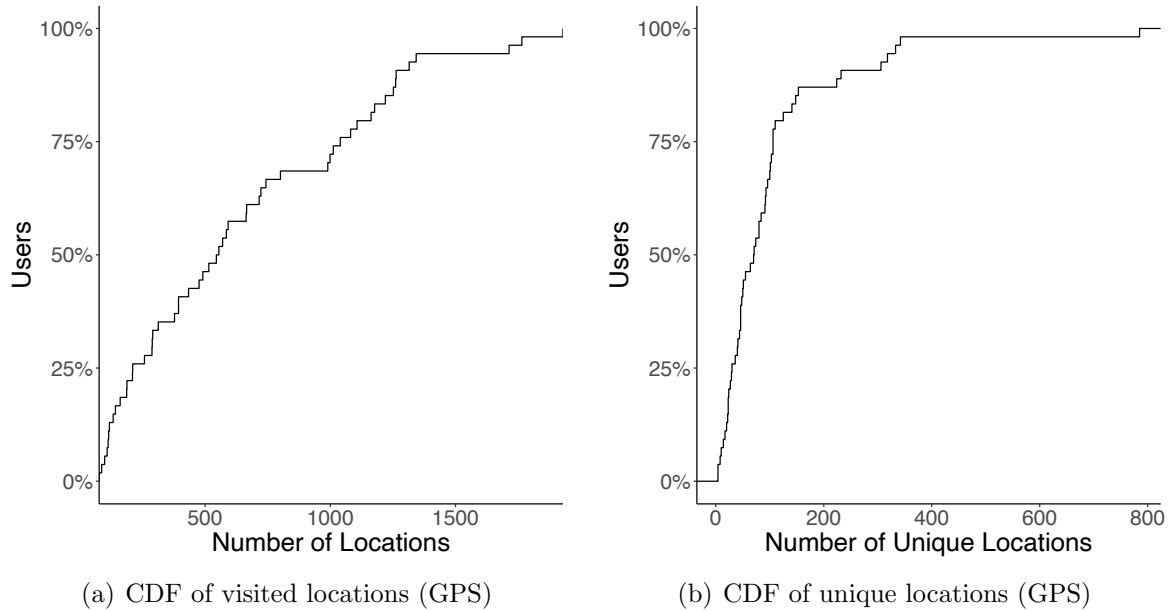 100%
75%
50%
25%
0%
Users
500 1000 1500
Number of Locations
(a) CDF of visited locations (GPS)
100%
75%
50%
25%
0%
Users
0 200 400 600 800
Number of Unique Locations
(b) CDF of unique locations (GPS)